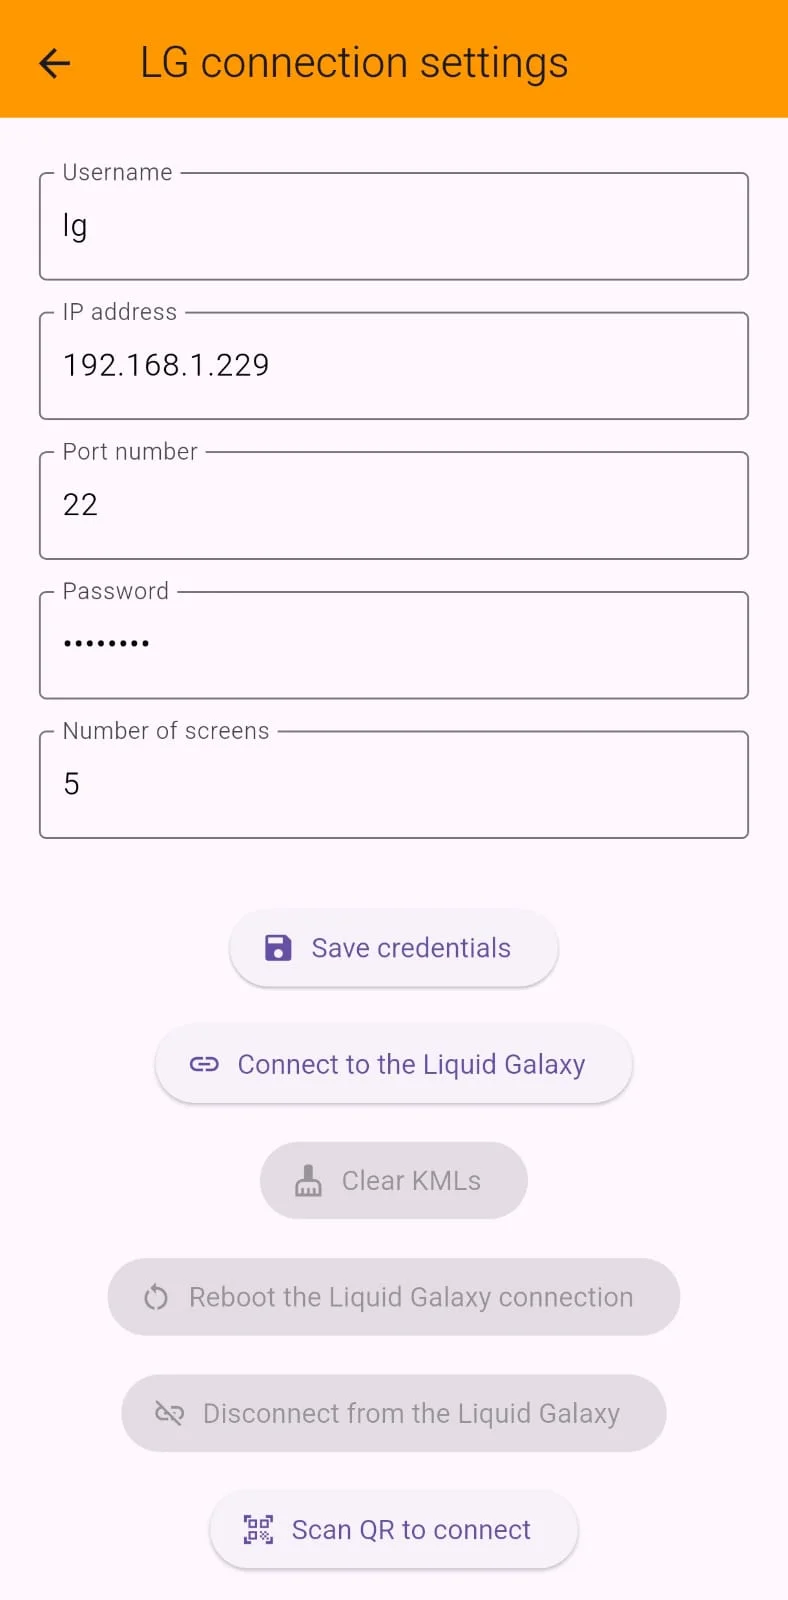 LG connection settings
Username
lg
IP address
192.168.1.229
Port number
22
Password
••••••••
Number of screens
5
Save credentials
Connect to the Liquid Galaxy
Clear KMLs
Reboot the Liquid Galaxy connection
Disconnect from the Liquid Galaxy
Scan QR to connect